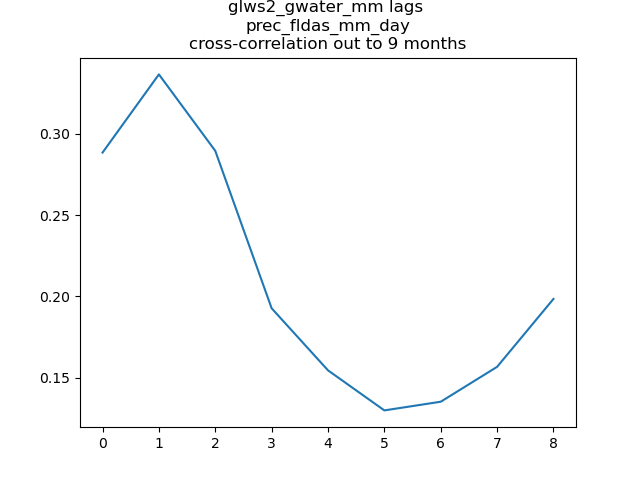 glws2_gwater_mm lags
prec_fldas_mm_day
cross-correlation out to 9 months
0.30
0.25
0.20
0.15
0 1 2 3 4 5 6 7 8